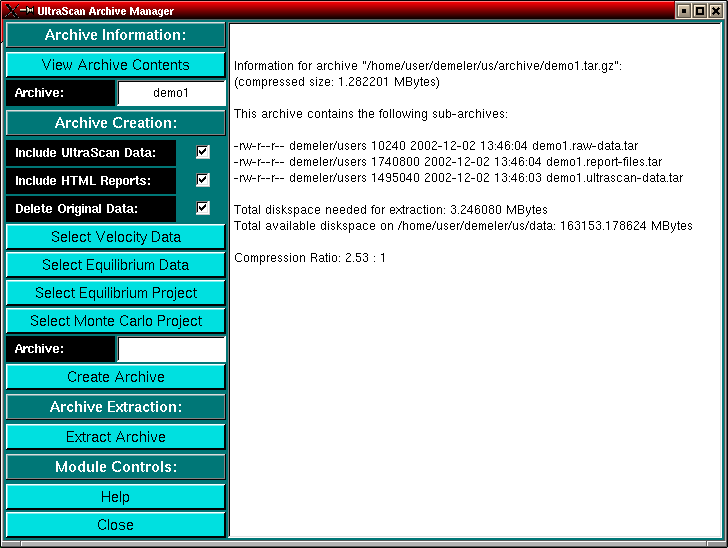 UltraScan Archive Manager
Archive Information:
View Archive Contents
Archive: demo1
Archive Creation:
Include UltraScan Data:
Include HTML Reports:
Delete Original Data:
Select Velocity Data
Select Equilibrium Data
Select Equilibrium Project
Select Monte Carlo Project
Archive:
Create Archive
Archive Extraction:
Extract Archive
Module Controls:
Help
Close
Information for archive "/home/user/demeler/us/archive/demo1.tar.gz":
(compressed size: 1.282201 MBytes)
This archive contains the following sub-archives:
-rw-r--r-- demeler/users 10240 2002-12-02 13:46:04 demo1.raw-data.tar
-rw-r--r-- demeler/users 1740800 2002-12-02 13:46:04 demo1.report-files.tar
-rw-r--r-- demeler/users 1495040 2002-12-02 13:46:03 demo1.ultrascan-data.tar
Total diskspace needed for extraction: 3.246080 MBytes
Total available diskspace on /home/user/demeler/us/data: 163153.178624 MBytes
Compression Ratio: 2.53 : 1